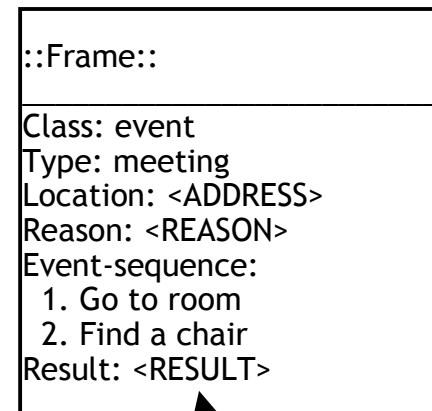 ::Frame::
Class: event
Type: meeting
Location: <ADDRESS>
Reason: <REASON>
Event-sequence:
1. Go to room
2. Find a chair
Result: <RESULT>